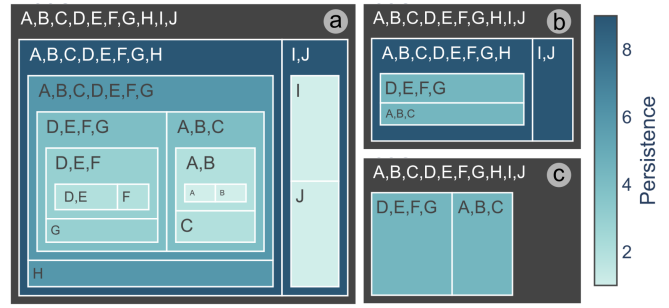 A,B,C,D,E,F,G,H,I,J
a
A,B,C,D,E,F,G,H
I,J
A,B,C,D,E,F,G
I
D,E,F,G
A,B,C
D,E,F
A,B
D,E
F
A
B
J
G
C
H
A,B,C,D,E,F,G,H,I,J
b
A,B,C,D,E,F,G,H
I,J
D,E,F,G
A,B,C
A,B,C,D,E,F,G,H,I,J
c
D,E,F,G
A,B,C
8
6
4
2
Persistence